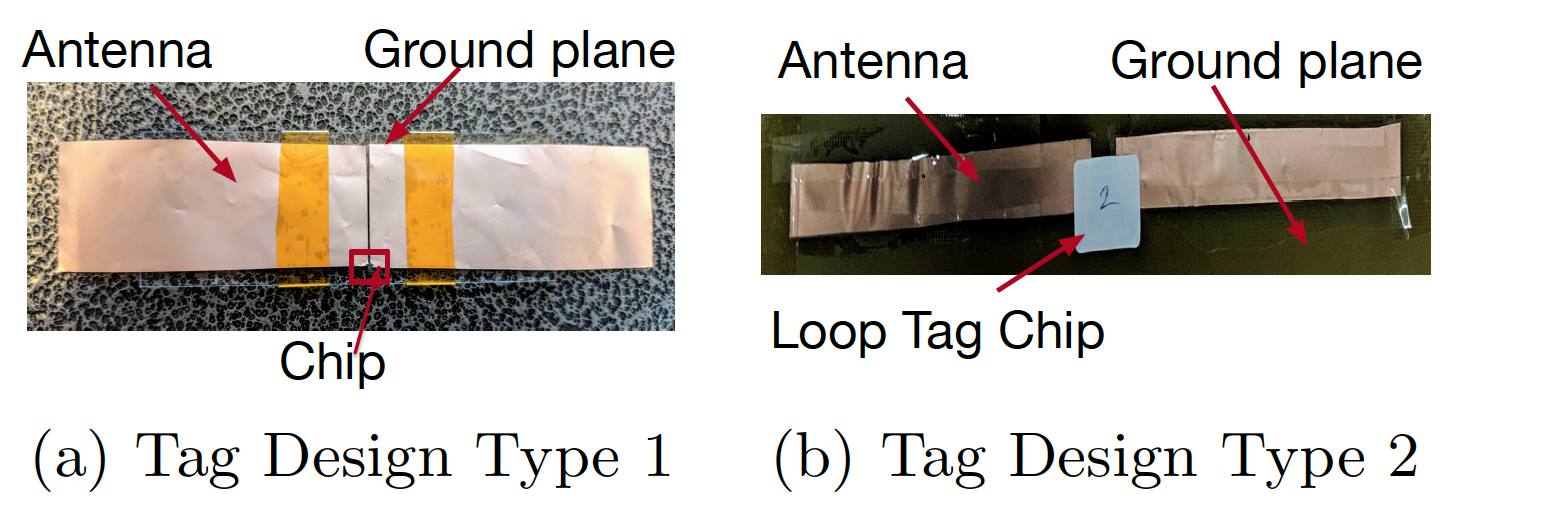 Antenna Ground plane
Chip
(a) Tag Design Type 1
Antenna Ground plane
2
Loop Tag Chip
(b) Tag Design Type 2